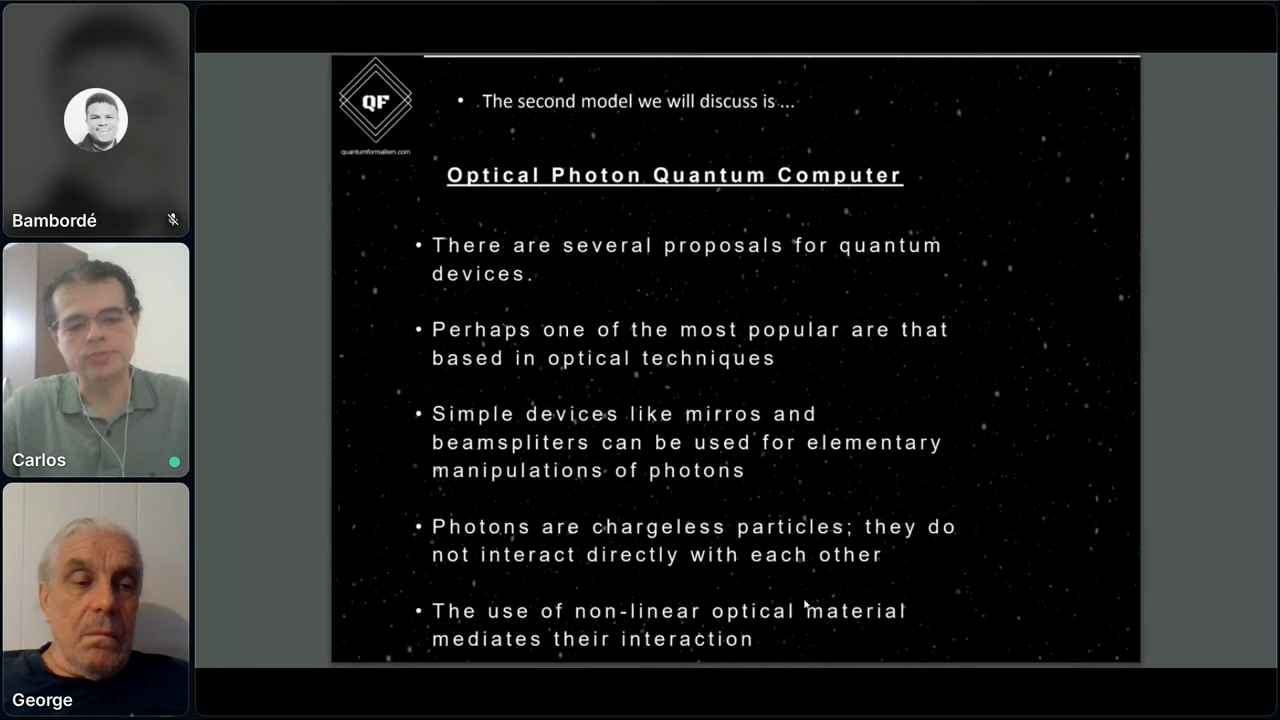 Bambordé
Carlos
George
QF
quantumformalism.com
• The second model we will discuss is ...
Optical Photon Quantum Computer
• There are several proposals for quantum
devices.
• Perhaps one of the most popular are that
based in optical techniques
• Simple devices like mirros and
beamspliters can be used for elementary
manipulations of photons
• Photons are chargeless particles; they do
not interact directly with each other
• The use of non-linear optical material
mediates their interaction